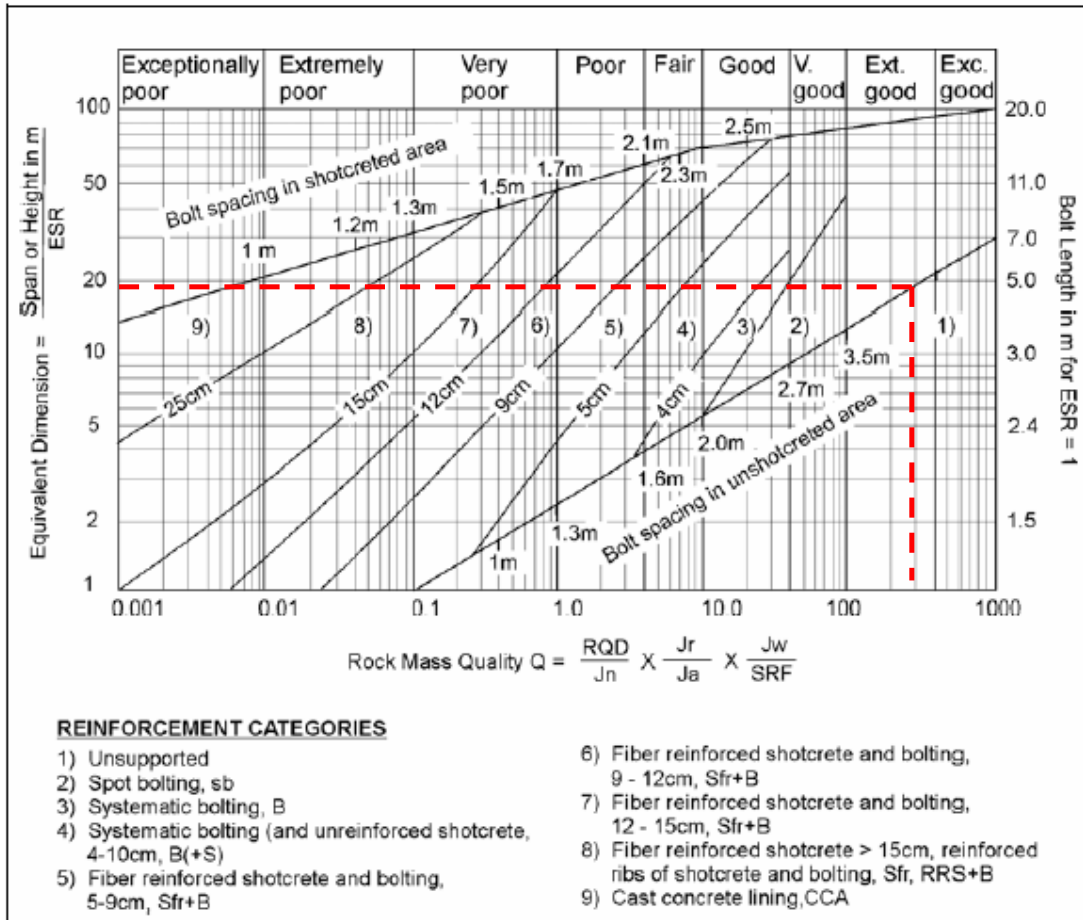 Exceptionally poor
Extremely poor
Very poor
Poor
Fair
Good
V. good
Ext. good
Exc. good
100
50
20
10
5
2
1
Equivalent Dimension = Span or Height in m
ESR
20.0
11.0
7.0
5.0
3.0
2.4
1.5
Bolt Length in m for ESR = 1
Bolt spacing in shotcreted area
1 m
1.2m
1.3m
1.5m
1.7m
2.1m
2.3m
2.5m
9)
8)
7)
6)
5)
4)
3)
2)
1)
25cm
15cm
12cm
9cm
5cm
4cm
3.5m
2.7m
2.0m
1.6m
1.3m
1m
Bolt spacing in unshotcreted area
0.001
0.01
0.1
1.0
10.0
100
1000
Rock Mass Quality Q = RQD X Jr X Jw
Jn Ja SRF
REINFORCEMENT CATEGORIES
1) Unsupported
2) Spot bolting, sb
3) Systematic bolting, B
4) Systematic bolting (and unreinforced shotcrete,
4-10cm, B(+S)
5) Fiber reinforced shotcrete and bolting,
5-9cm, Sfr+B
6) Fiber reinforced shotcrete and bolting,
9 - 12cm, Sfr+B
7) Fiber reinforced shotcrete and bolting,
12 - 15cm, Sfr+B
8) Fiber reinforced shotcrete > 15cm, reinforced
ribs of shotcrete and bolting, Sfr, RRS+B
9) Cast concrete lining,CCA